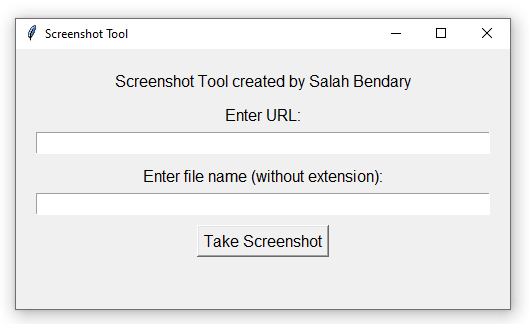 Screenshot Tool
Screenshot Tool created by Salah Bendary
Enter URL:
Enter file name (without extension):
Take Screenshot